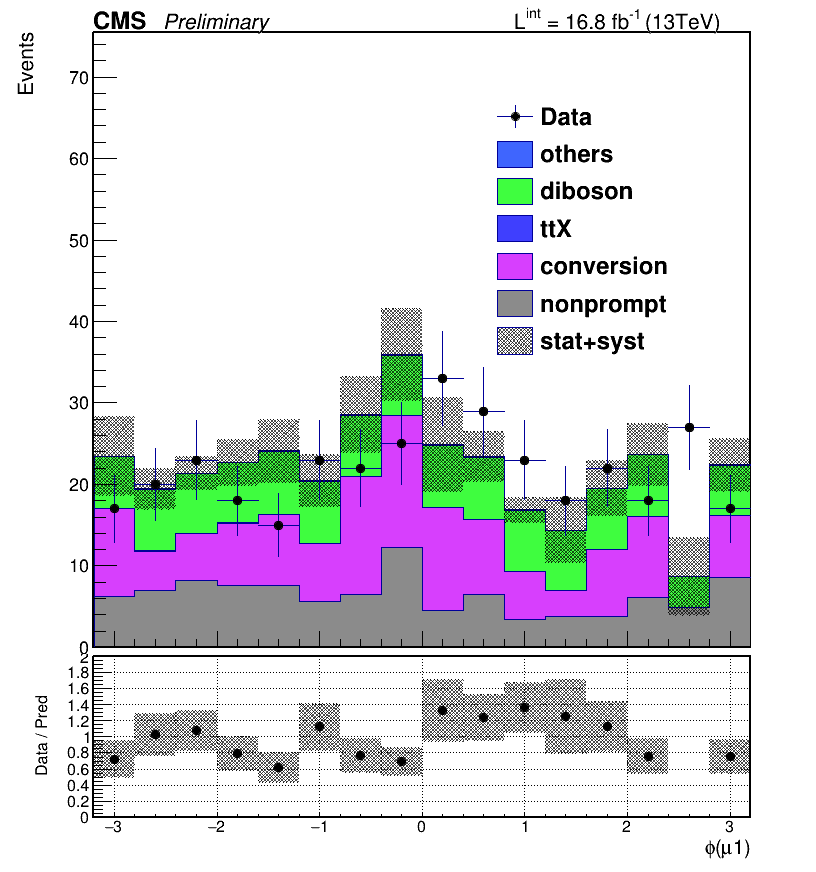 CMS Preliminary L^int = 16.8 fb^-1 (13TeV)
Events
70
60
50
40
30
20
10
0
Data
others
diboson
ttX
conversion
nonprompt
stat+syst
Data / Pred
2
1.8
1.6
1.4
1.2
1
0.8
0.6
0.4
0.2
0
−3 −2 −1 0 1 2 3
ϕ(μ1)